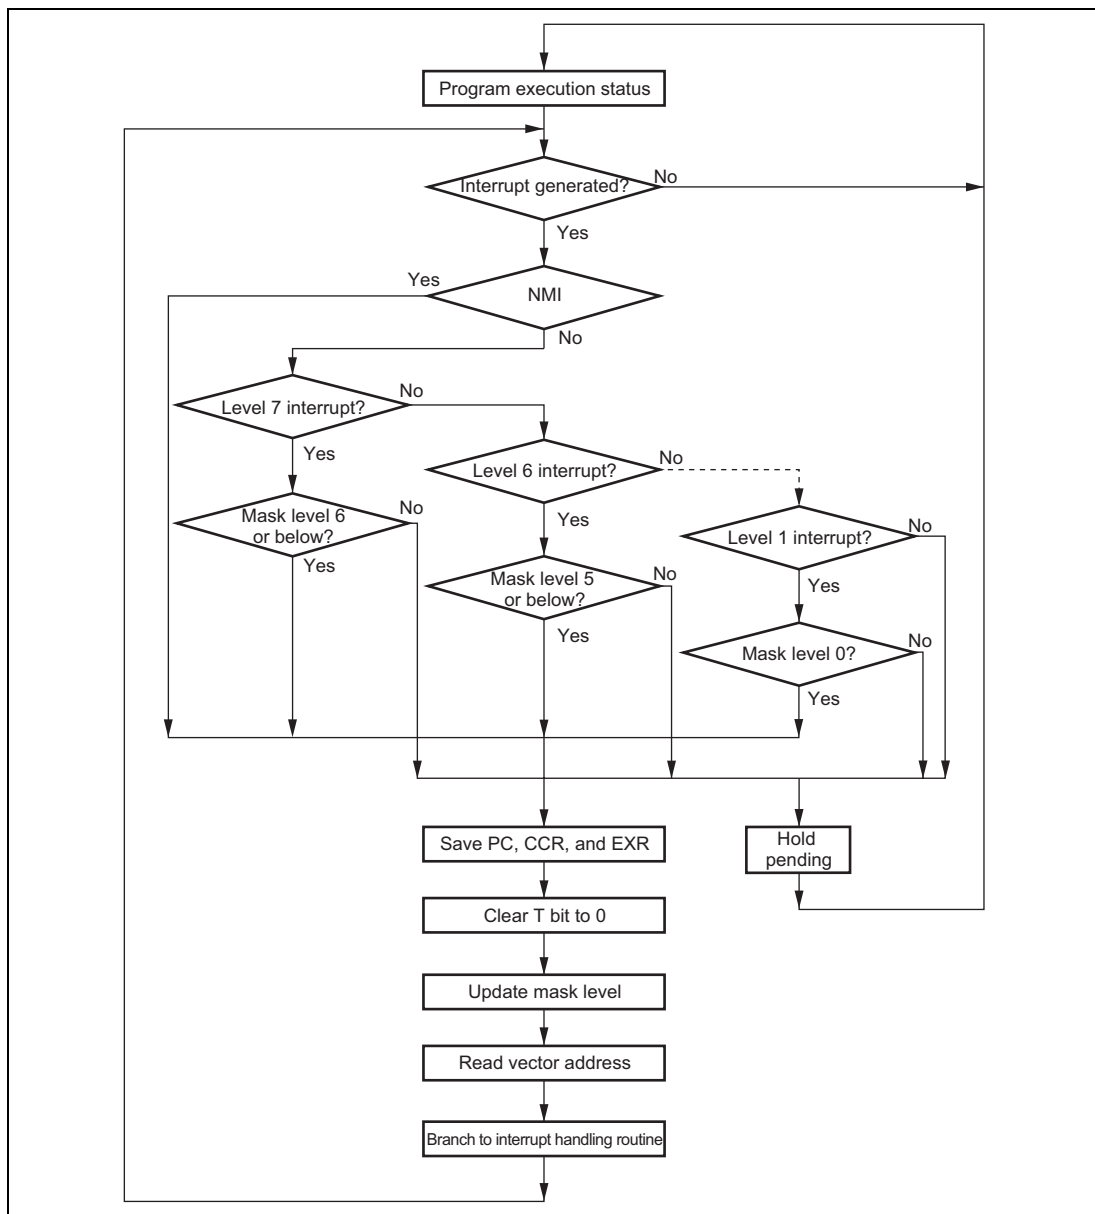 Program execution status
Interrupt generated?
No
Yes
Yes
NMI
No
Level 7 interrupt?
No
Yes
Level 6 interrupt?
No
Yes
Mask level 6
or below?
No
Yes
Level 1 interrupt?
No
Yes
Mask level 5
or below?
No
Yes
Mask level 0?
No
Yes
Save PC, CCR, and EXR
Hold
pending
Clear T bit to 0
Update mask level
Read vector address
Branch to interrupt handling routine